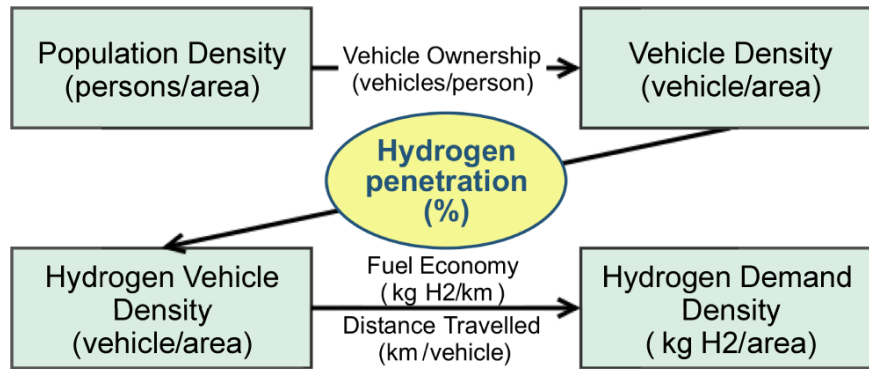 Population Density
(persons/area)
Vehicle Ownership
(vehicles/person)
Vehicle Density
(vehicle/area)
Hydrogen
penetration
(%)
Hydrogen Vehicle
Density
(vehicle/area)
Fuel Economy
( kg H2/km)
Distance Travelled
(km/vehicle)
Hydrogen Demand
Density
( kg H2/area)